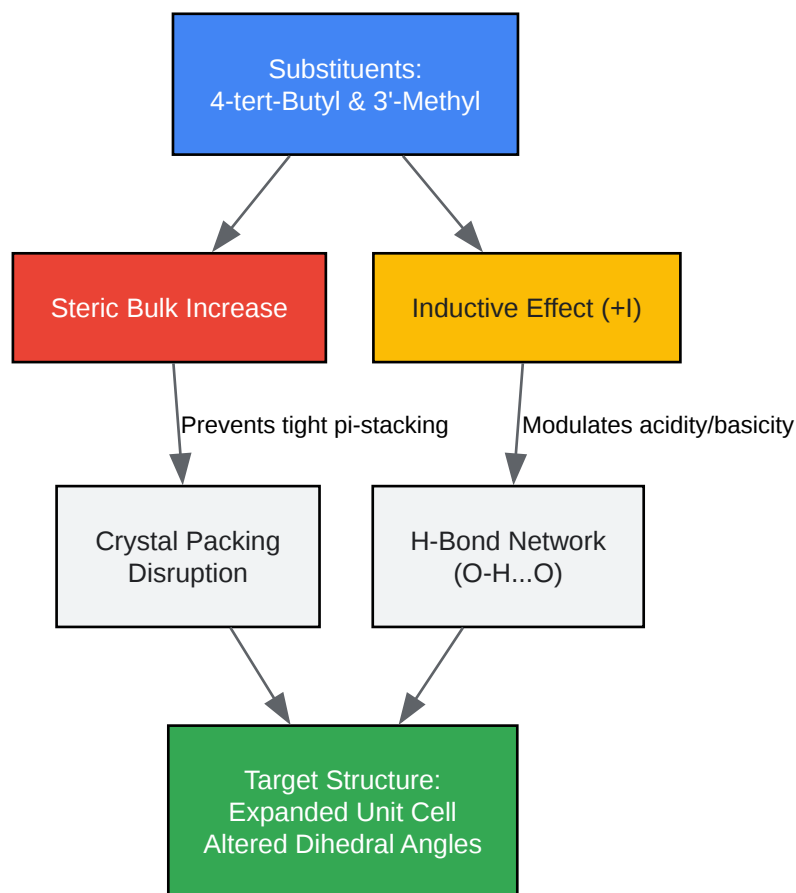 Substituents:
4-tert-Butyl & 3'-Methyl
Steric Bulk Increase
Inductive Effect (+I)
Prevents tight pi-stacking
Modulates acidity/basicity
Crystal Packing
Disruption
H-Bond Network
(O-H...O)
Target Structure:
Expanded Unit Cell
Altered Dihedral Angles